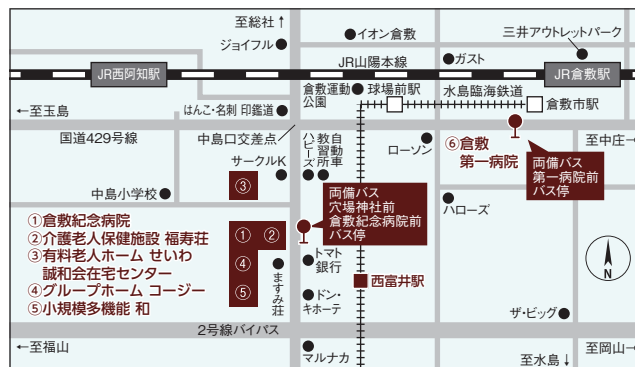 至総社↑
ジョイフル
イオン倉敷
三井アウトレットパーク
JR山陽本線
ガスト
JR西阿知駅
JR倉敷駅
倉敷運動
公園
球場前駅
水島臨海鉄道
倉敷市駅
←至玉島
はんこ・名刺 印鑑道
国道429号線
中島口交差点
ハピーズ
自動車
教習所
ローソン
⑥倉敷
第一病院
至中庄→
サークルK
③
両備バス
第一病院前
バス停
中島小学校
両備バス
穴場神社前
倉敷紀念病院前
バス停
ハローズ
①倉敷紀念病院
②介護老人保健施設 福寿荘
③有料老人ホーム せいわ
誠和会在宅センター
④グループホーム コージー
⑤小規模多機能 和
①
②
④
⑤
ますみ荘
トマト
銀行
西富井駅
N
ドン・
キホーテ
ザ・ビッグ
2号線バイパス
←至福山
マルナカ
至水島↓
至岡山→